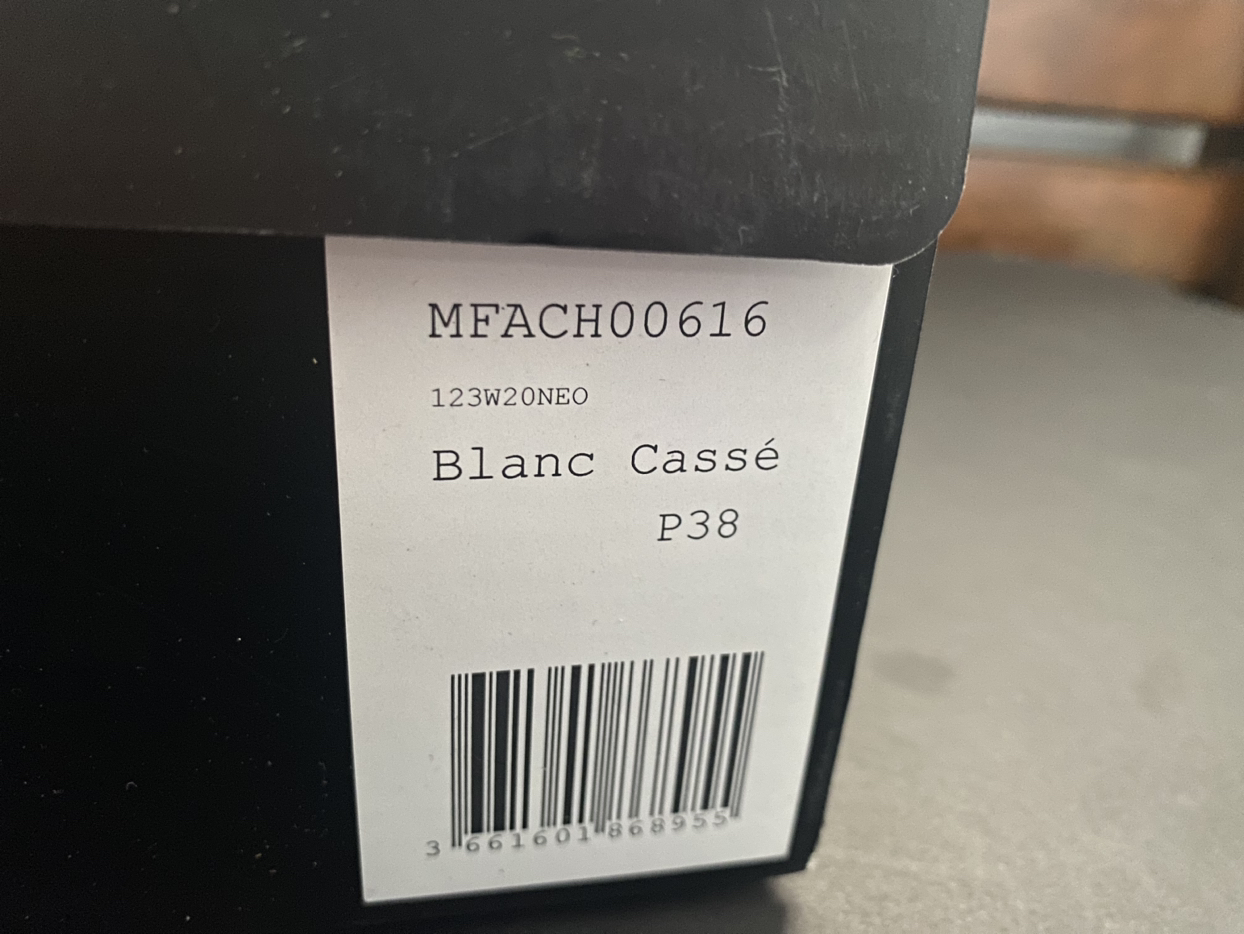 MFACH00616
123W20NEO
Blanc Cassé
P38
3 661601 868955